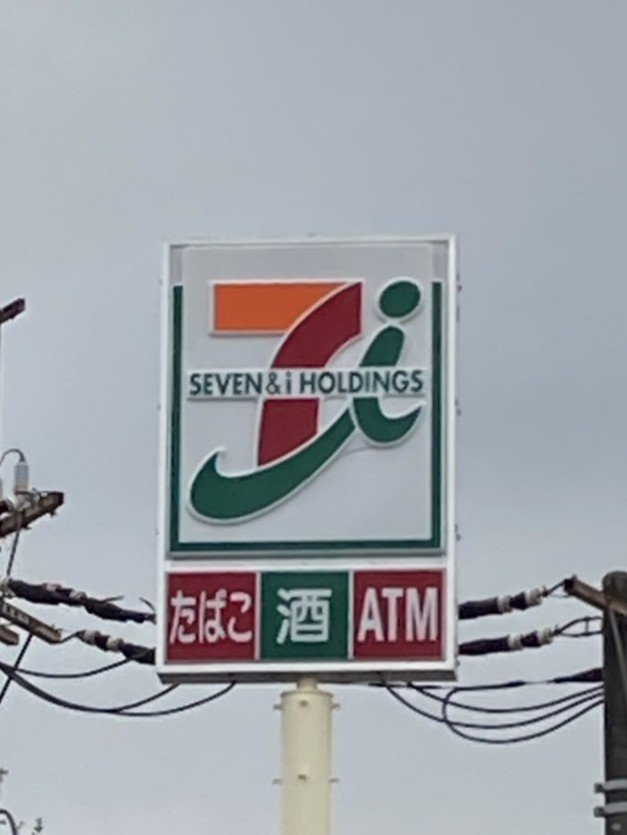 SEVEN & i HOLDINGS
たばこ 酒 ATM